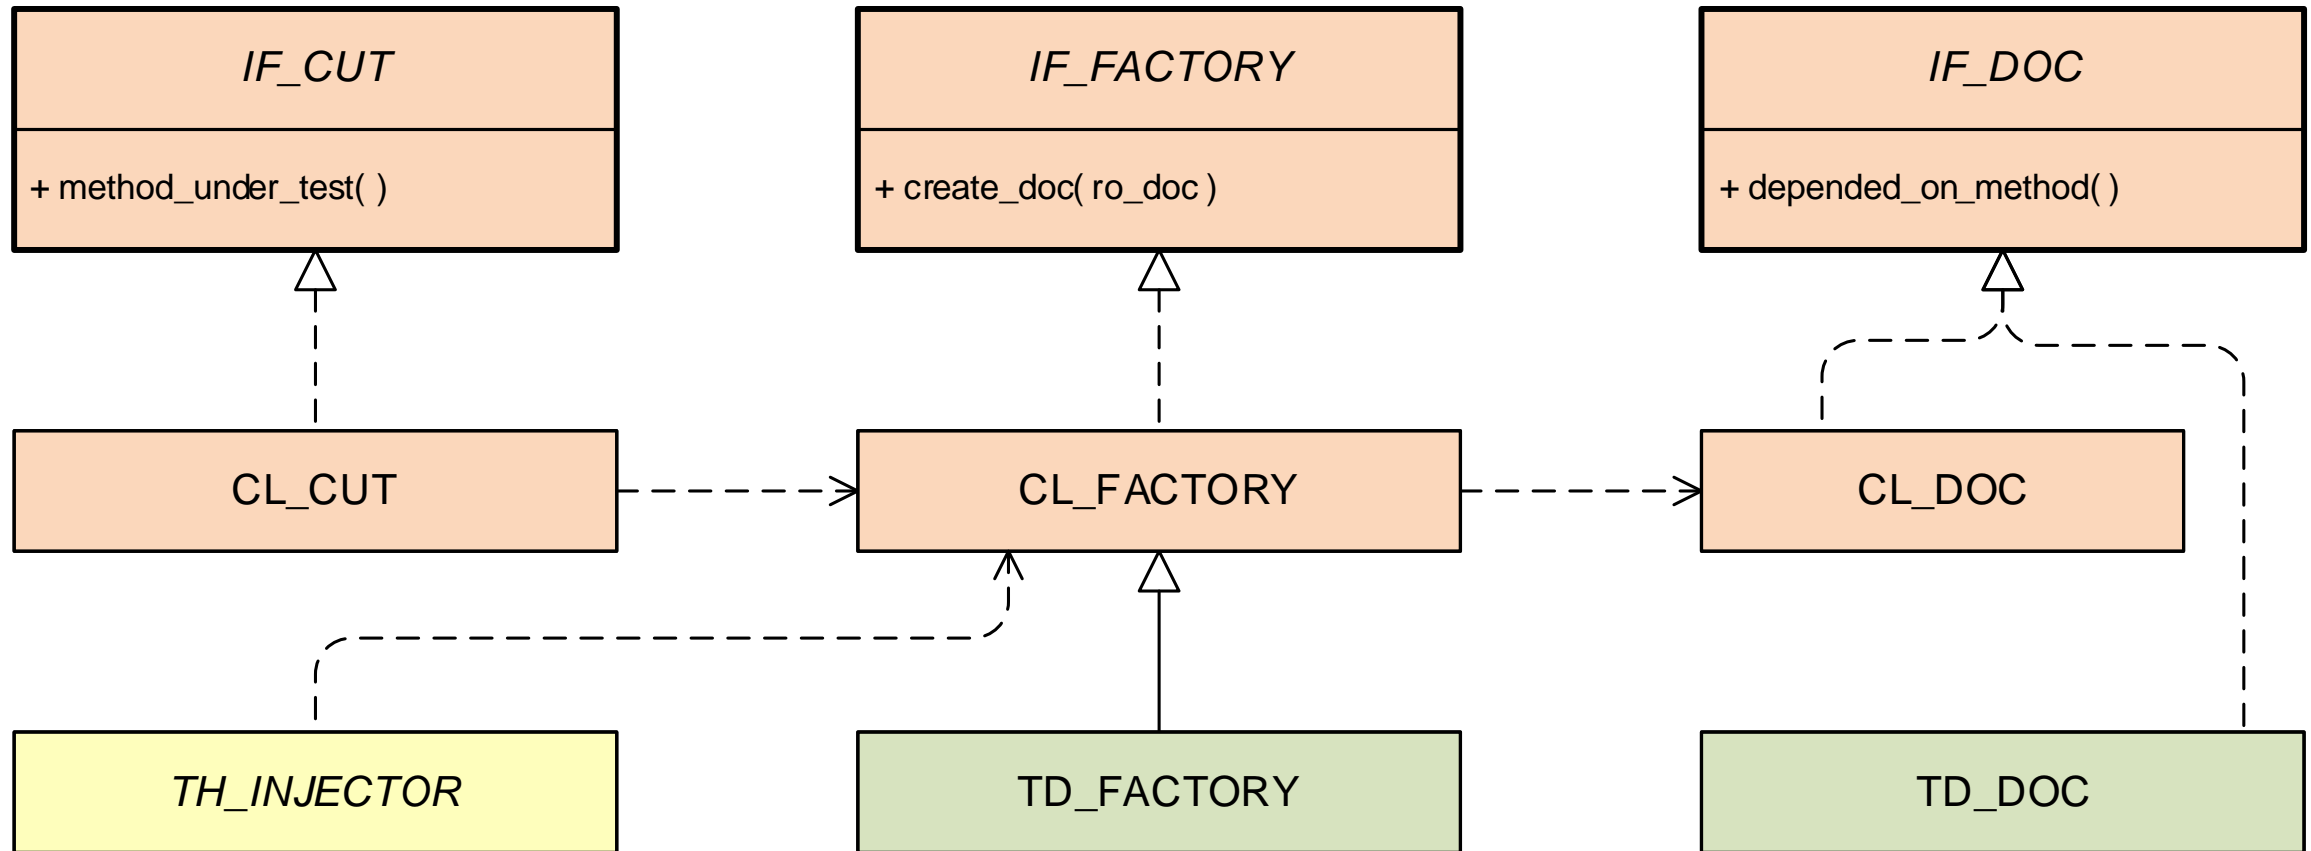 IF_CUT
+ method_under_test( )
IF_FACTORY
+ create_doc( ro_doc )
IF_DOC
+ depended_on_method( )
CL_CUT
CL_FACTORY
CL_DOC
TH_INJECTOR
TD_FACTORY
TD_DOC